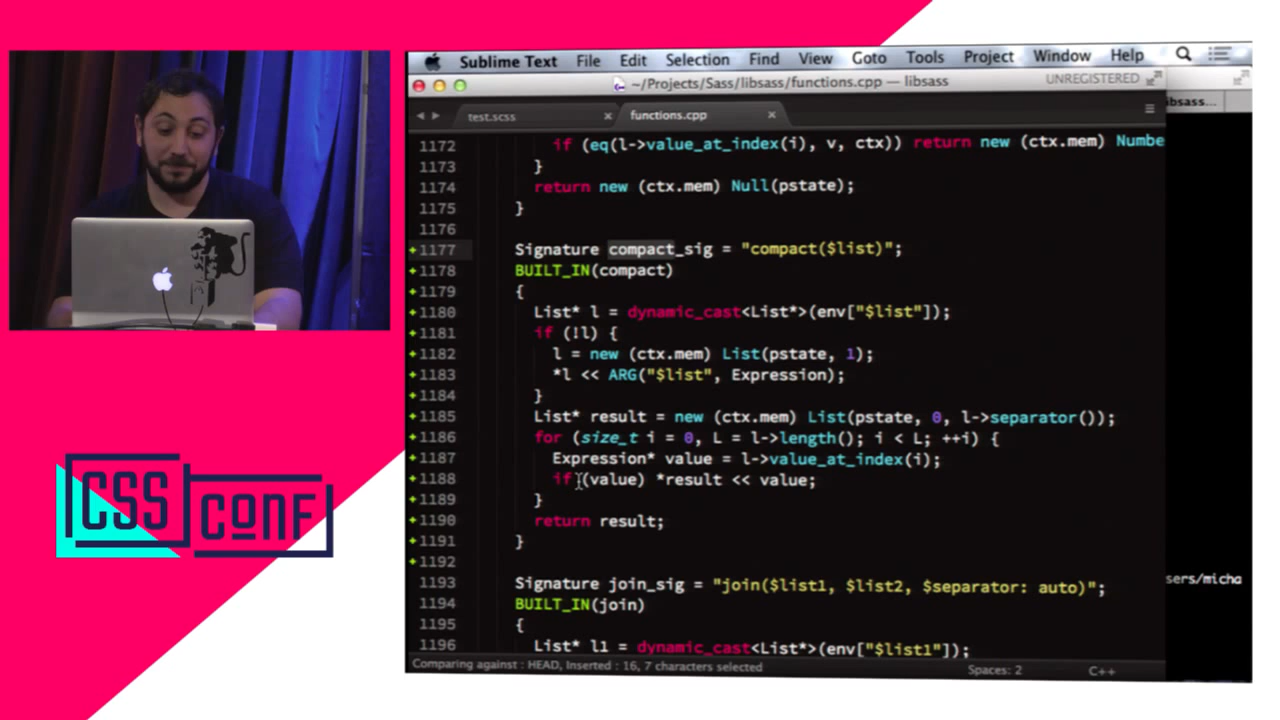 Sublime Text File Edit Selection Find View Goto Tools Project Window Help
~/Projects/Sass/libsass/functions.cpp — libsass UNREGISTERED
ibsass...
test.scss functions.cpp
1172 if (eq(l->value_at_index(i), v, ctx)) return new (ctx.mem) Numbe
1173 }
1174 return new (ctx.mem) Null(pstate);
1175 }
1176
1177 Signature compact_sig = "compact($list)";
1178 BUILT_IN(compact)
1179 {
1180 List* l = dynamic_cast<List*>(env["$list"]);
1181 if (!l) {
1182 l = new (ctx.mem) List(pstate, 1);
1183 *l << ARG("$list", Expression);
1184 }
1185 List* result = new (ctx.mem) List(pstate, 0, l->separator());
1186 for (size_t i = 0, L = l->length(); i < L; ++i) {
1187 Expression* value = l->value_at_index(i);
1188 if (value) *result << value;
1189 }
1190 return result;
1191 }
1192
1193 Signature join_sig = "join($list1, $list2, $separator: auto)";
1194 BUILT_IN(join)
1195 {
1196 List* l1 = dynamic_cast<List*>(env["$list1"]);
sers/micha
Comparing against : HEAD, Inserted : 16, 7 characters selected Spaces: 2 C++
CSS
CONF